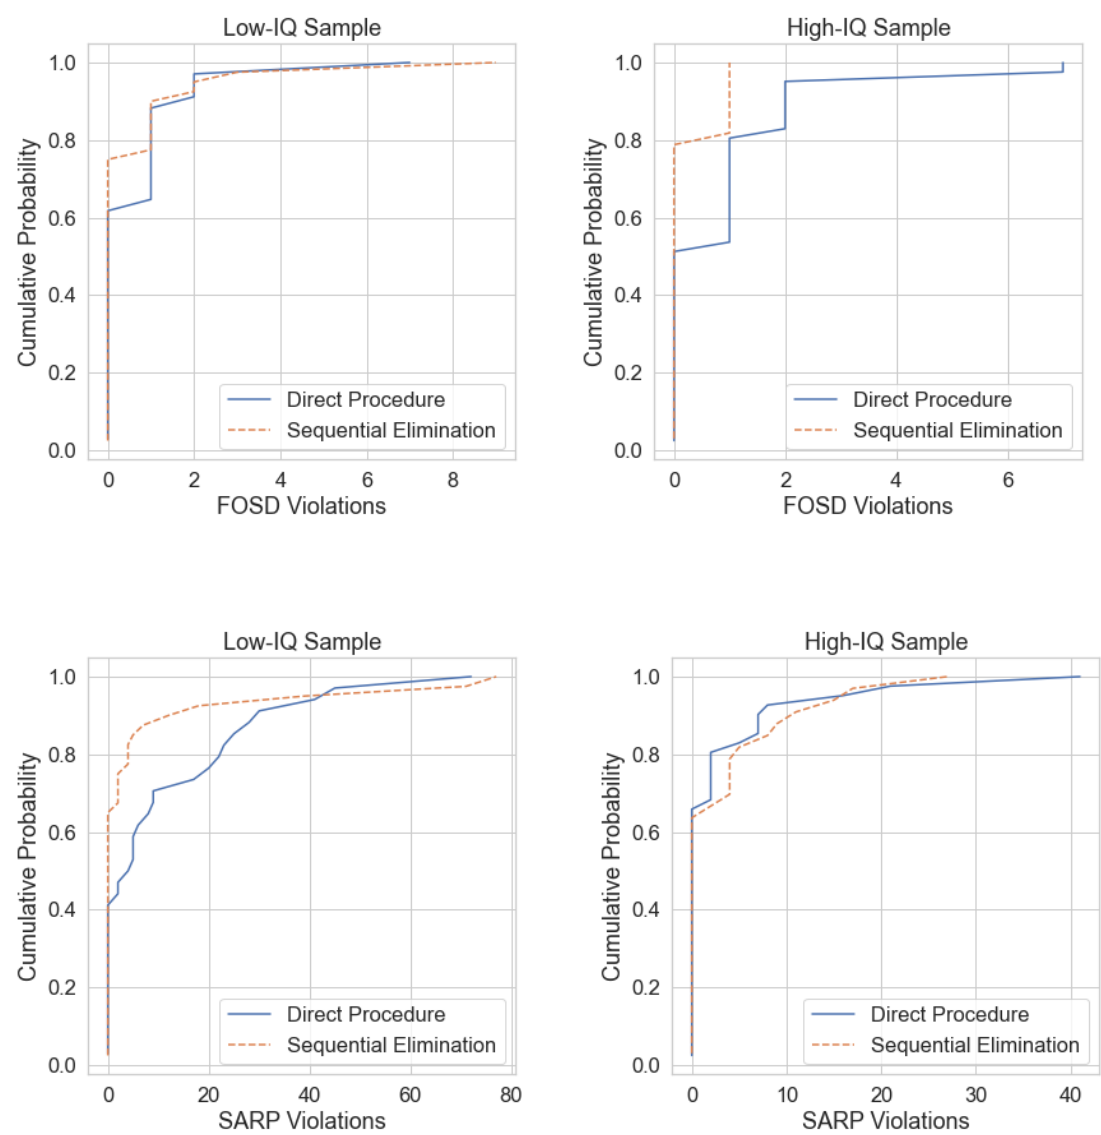 Low-IQ Sample
1.0
0.8
0.6
0.4
0.2
0.0
Cumulative Probability
Direct Procedure
Sequential Elimination
0 2 4 6 8
FOSD Violations
High-IQ Sample
1.0
0.8
0.6
0.4
0.2
0.0
Cumulative Probability
Direct Procedure
Sequential Elimination
0 2 4 6
FOSD Violations
Low-IQ Sample
1.0
0.8
0.6
0.4
0.2
0.0
Cumulative Probability
Direct Procedure
Sequential Elimination
0 20 40 60 80
SARP Violations
High-IQ Sample
1.0
0.8
0.6
0.4
0.2
0.0
Cumulative Probability
Direct Procedure
Sequential Elimination
0 10 20 30 40
SARP Violations